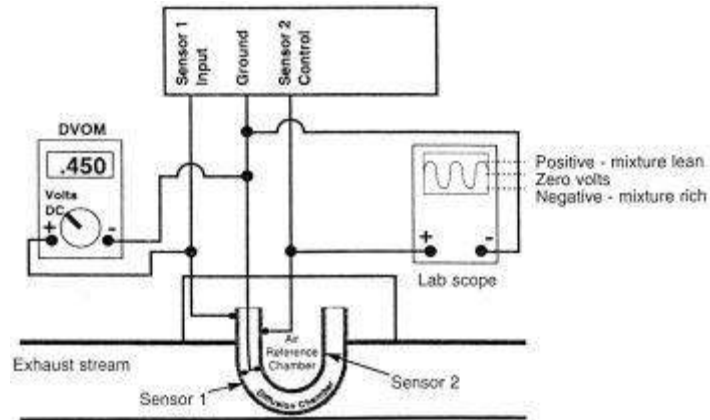 Sensor 1
Input
Ground
Sensor 2
Control
DVOM
.450
Volts
DC
+
-
Positive - mixture lean
Zero volts
Negative - mixture rich
+
-
Lab scope
Air
Reference
Chamber
Exhaust stream
Diffusion Chamber
Sensor 1
Sensor 2